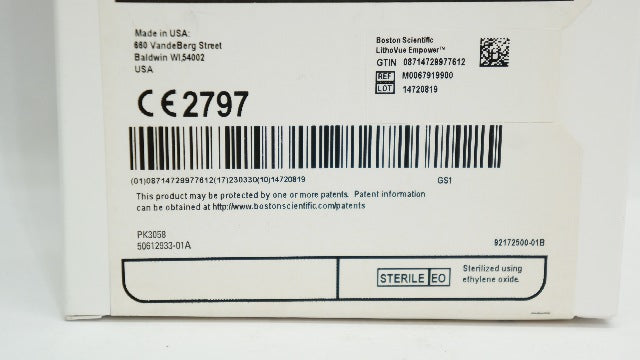 Made in USA:
660 VandeBerg Street
Baldwin WI,54002
USA
Boston Scientific
LithoVue Empower™
GTIN 08714729977612
REF M0067919900
LOT 14720819
CE 2797
(01)08714729977612(17)230330(10)14720819
GS1
This product may be protected by one or more patents. Patent information
can be obtained at http://www.bostonscientific.com/patents
PK3058
50612933-01A
92172500-01B
STERILE EO
Sterilized using
ethylene oxide.